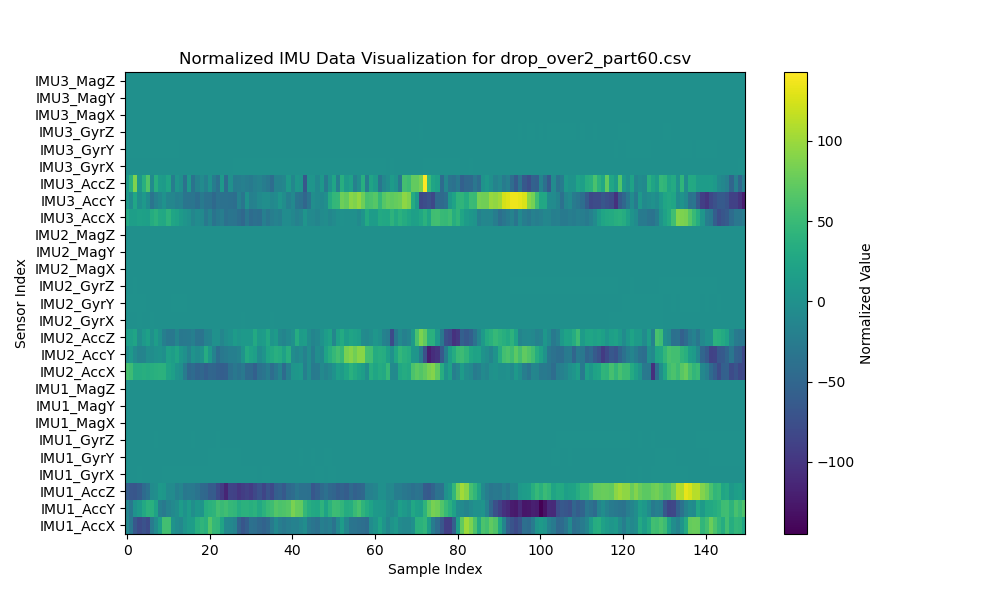 Normalized IMU Data Visualization for drop_over2_part60.csv
IMU3_MagZ
IMU3_MagY
IMU3_MagX
IMU3_GyrZ
IMU3_GyrY
IMU3_GyrX
IMU3_AccZ
IMU3_AccY
IMU3_AccX
IMU2_MagZ
IMU2_MagY
IMU2_MagX
IMU2_GyrZ
IMU2_GyrY
IMU2_GyrX
IMU2_AccZ
IMU2_AccY
IMU2_AccX
IMU1_MagZ
IMU1_MagY
IMU1_MagX
IMU1_GyrZ
IMU1_GyrY
IMU1_GyrX
IMU1_AccZ
IMU1_AccY
IMU1_AccX
Sensor Index
0 20 40 60 80 100 120 140
Sample Index
100
50
0
−50
−100
Normalized Value